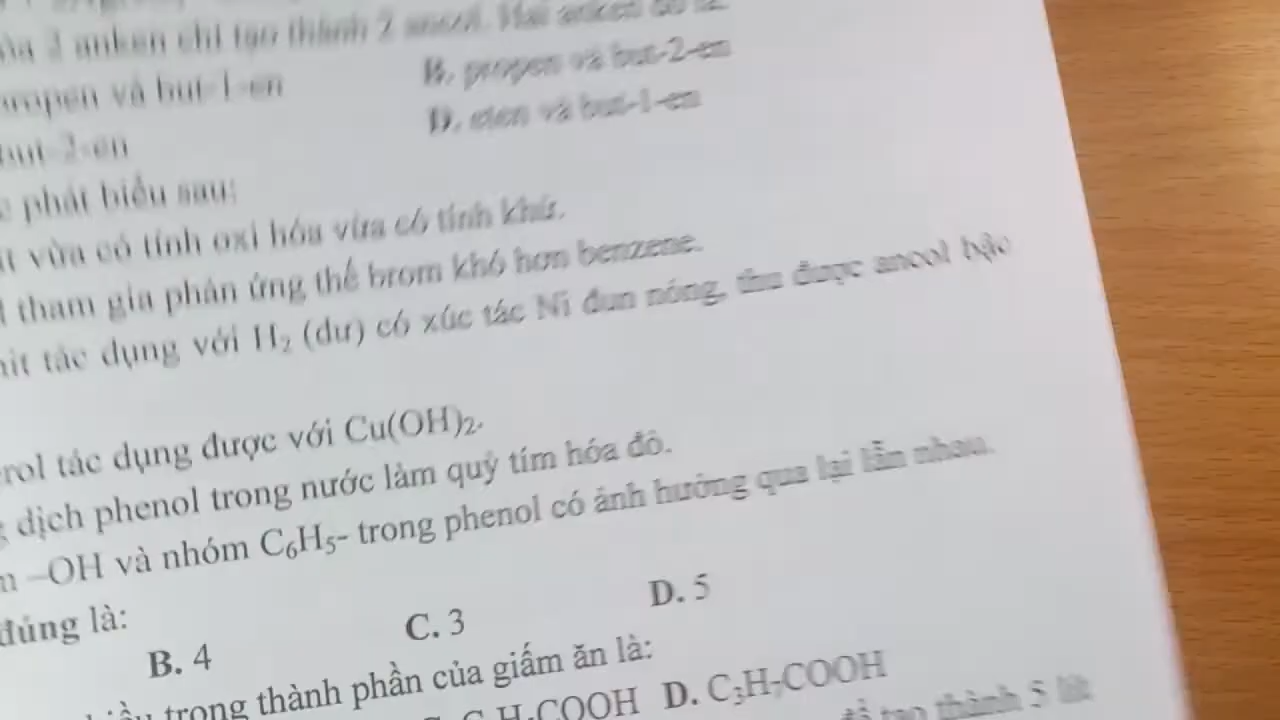 anken chỉ tạo thành 2 ancol. Hai anken đó là
propen và but-1-en B. propen và but-2-en
but-2-en D. eten và but-1-en
phát biểu sau:
vừa có tính oxi hóa vừa có tính khử.
tham gia phản ứng thế brom khó hơn benzene.
tác dụng với H₂ (dư) có xúc tác Ni đun nóng, thu được ancol bậc
tác dụng được với Cu(OH)₂.
dịch phenol trong nước làm quỳ tím hóa đỏ.
–OH và nhóm C₆H₅- trong phenol có ảnh hưởng qua lại lẫn nhau.
đúng là:
B. 4 C. 3 D. 5
trong thành phần của giấm ăn là:
COOH D. C₃H₇COOH
để tạo thành 5